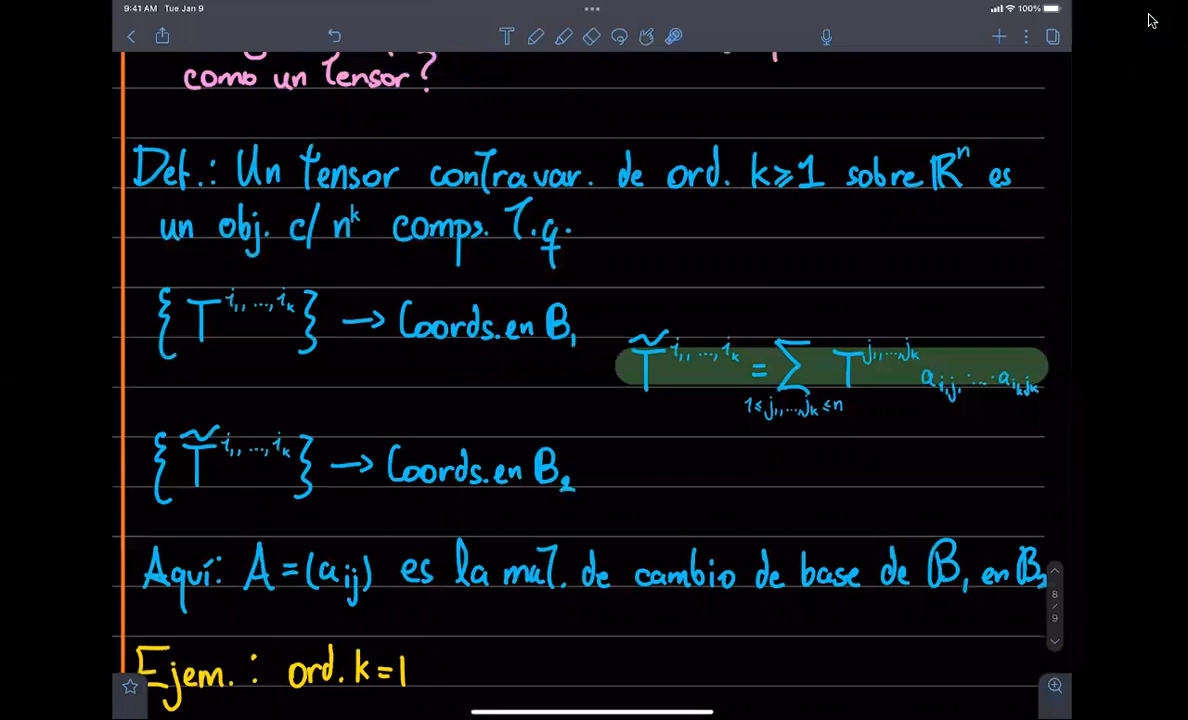 9:41 AM Tue Jan 9
100%
como un tensor?
Def.: Un tensor contravar. de ord. k≥1 sobre ℝⁿ es
un obj. c/ nᵏ comps. T.q.
{ T^{i₁,...,iₖ} } → Coords. en B₁
T̃^{i₁,...,iₖ} = ∑_{1≤j₁,...,jₖ≤n} T^{j₁,...,jₖ} a_{i₁j₁} ... a_{iₖjₖ}
{ T̃^{i₁,...,iₖ} } → Coords. en B₂
Aquí: A = (aᵢⱼ) es la mat. de cambio de base de B₁ en B₂
8
/
9
Ejem.: ord. k=1